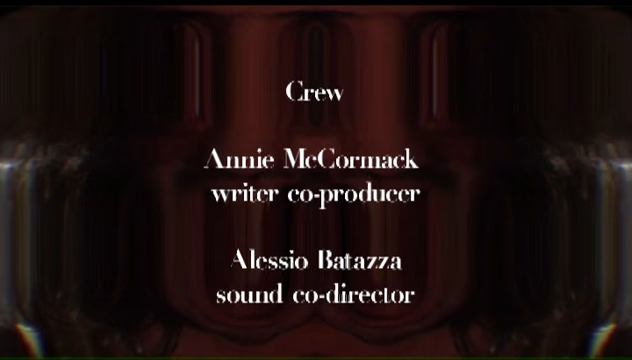 Crew
Annie McCormack
writer co-producer
Alessio Batazza
sound co-director